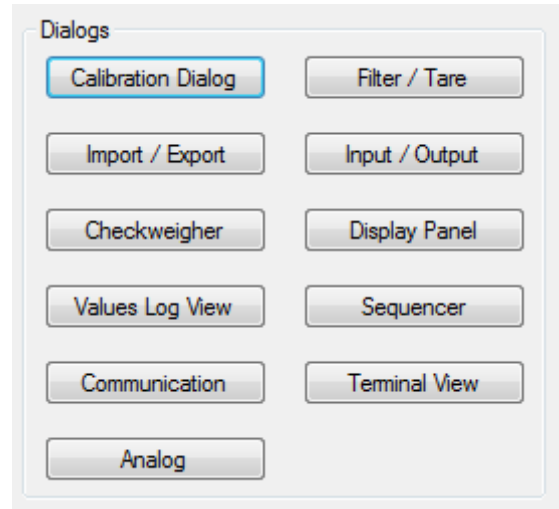 Dialogs
Calibration Dialog
Filter / Tare
Import / Export
Input / Output
Checkweigher
Display Panel
Values Log View
Sequencer
Communication
Terminal View
Analog